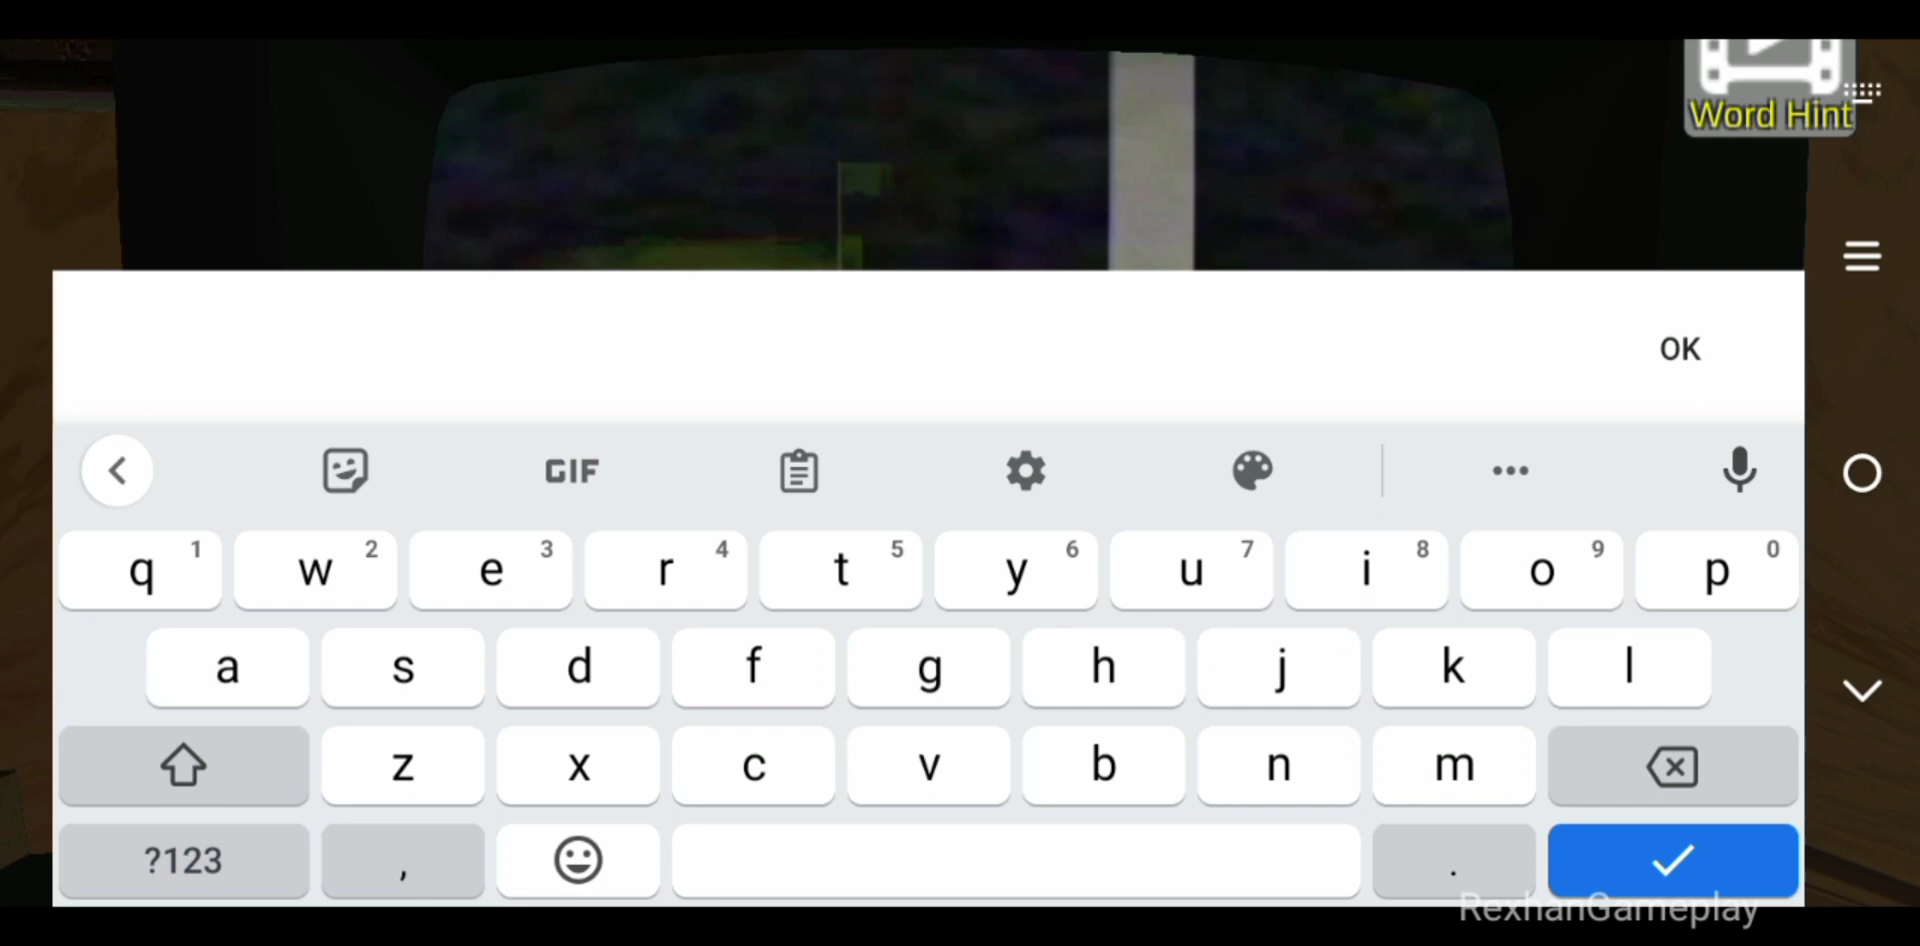 Word Hint
OK
GIF
q 1 w 2 e 3 r 4 t 5 y 6 u 7 i 8 o 9 p 0
a s d f g h j k l
z x c v b n m
?123 , .
RexhanGameplay